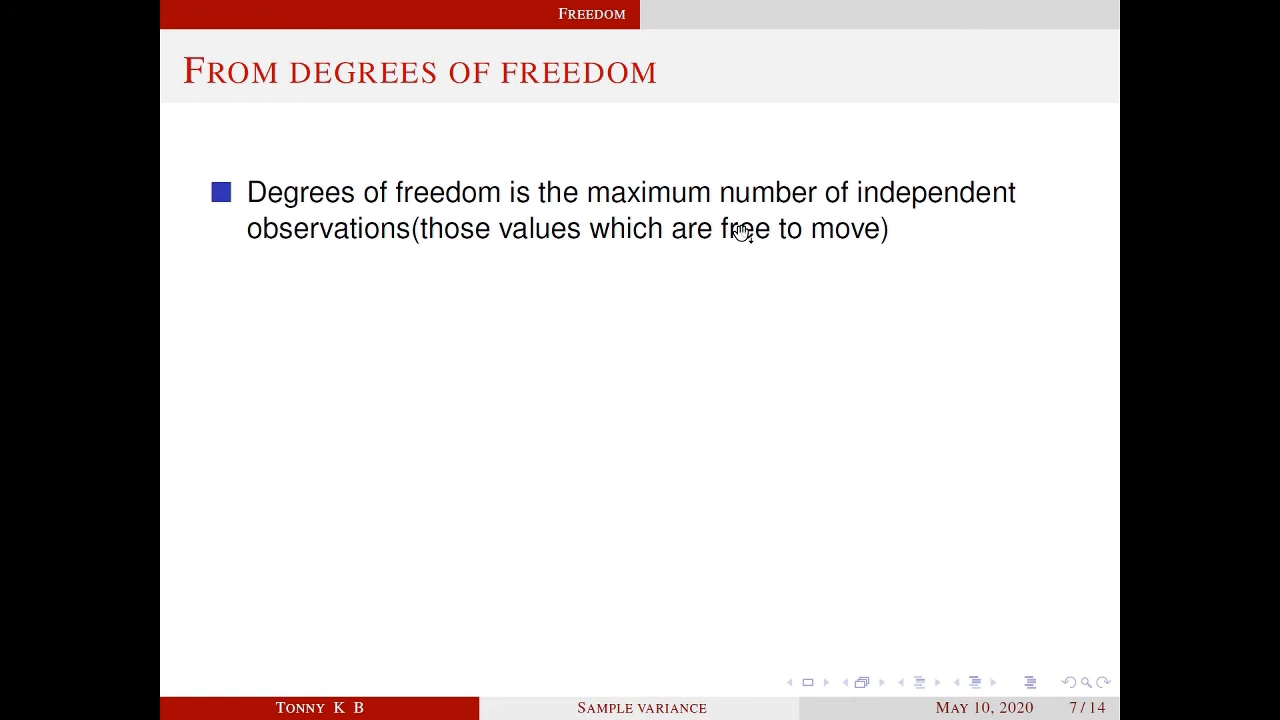 FREEDOM
FROM DEGREES OF FREEDOM
Degrees of freedom is the maximum number of independent
observations(those values which are free to move)
TONNY K B
SAMPLE VARIANCE
MAY 10, 2020
7 / 14